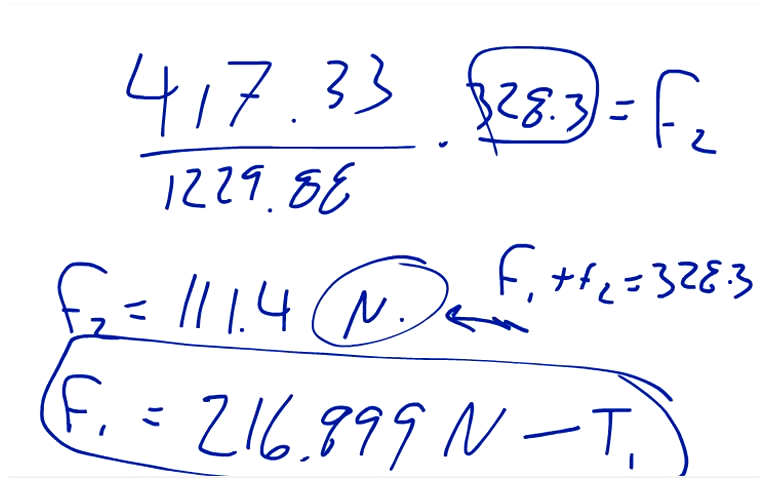 417.33
1229.88
· 328.3 = F₂
F₂ = 111.4 N.
F₁ + f₂ = 328.3
F₁ = 216.899 N — T₁